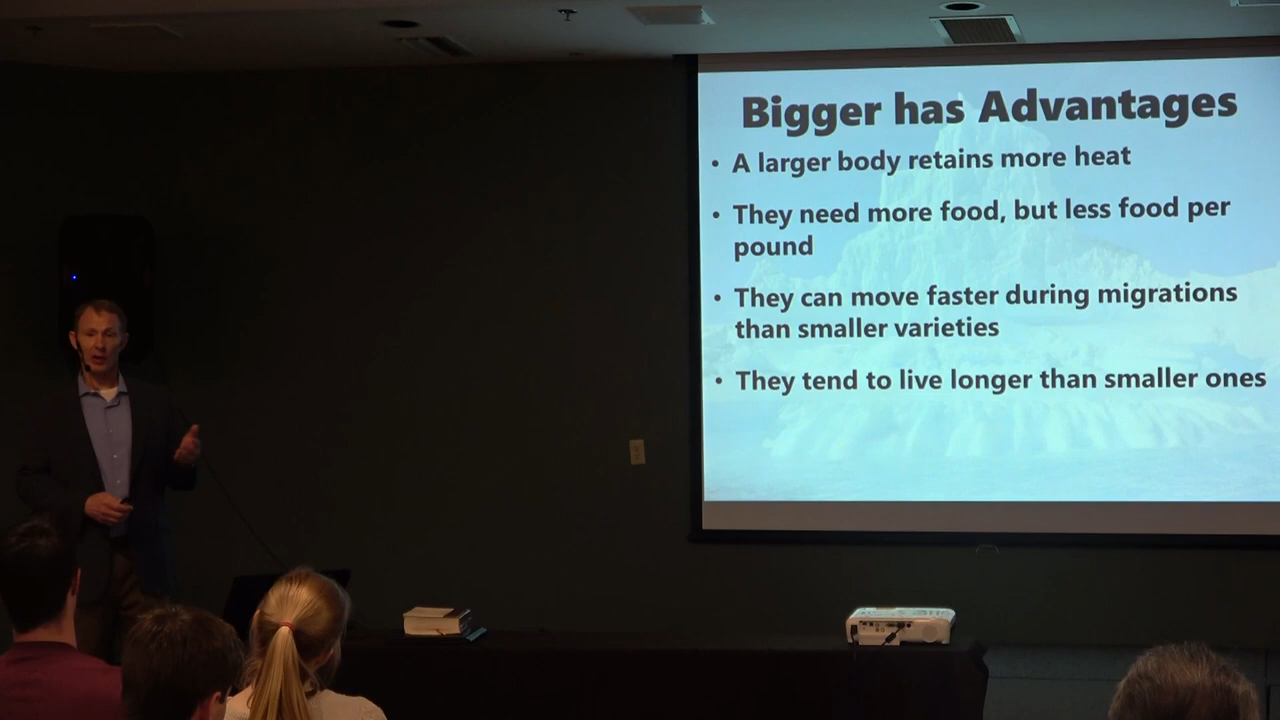 Bigger has Advantages
• A larger body retains more heat
• They need more food, but less food per
pound
• They can move faster during migrations
than smaller varieties
• They tend to live longer than smaller ones